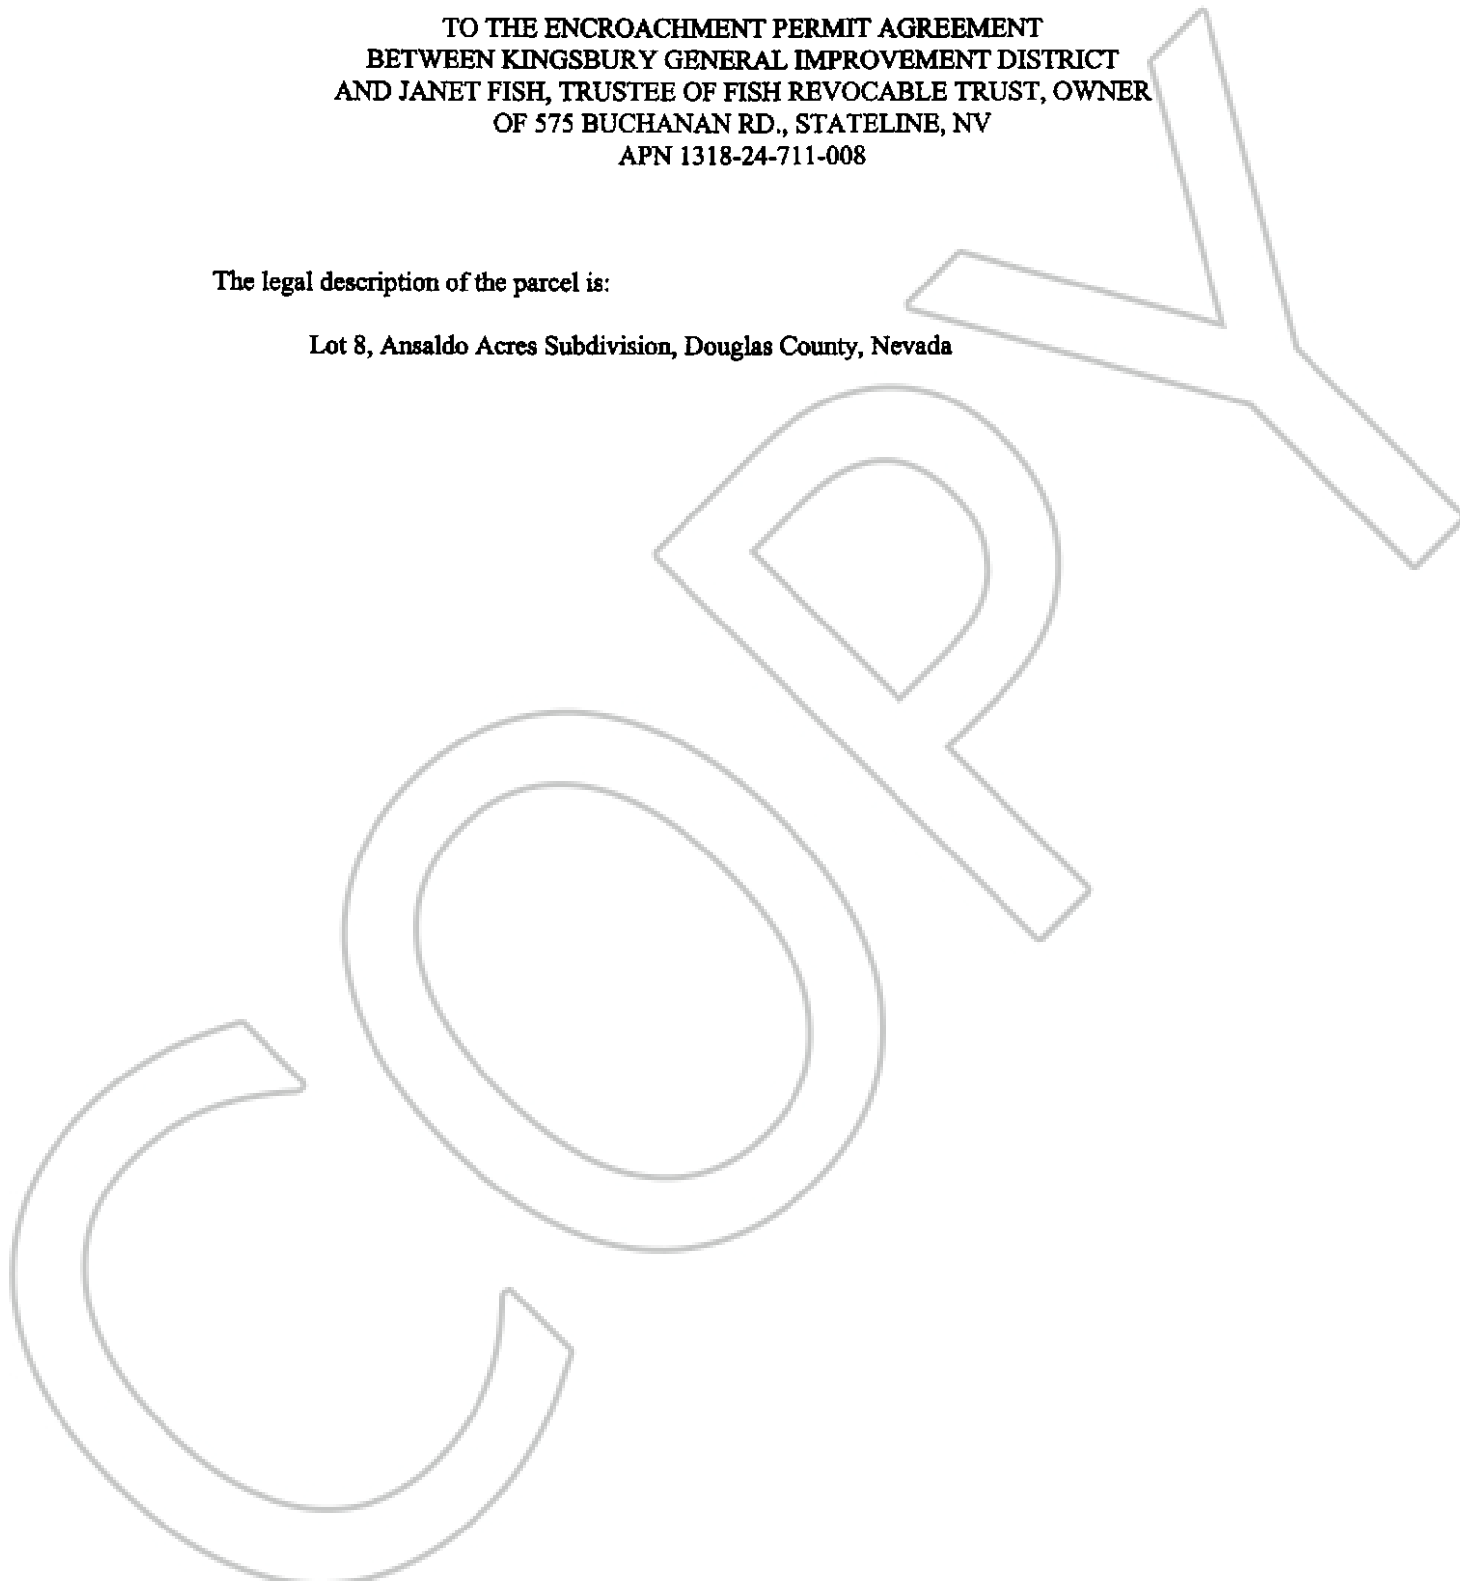 TO THE ENCROACHMENT PERMIT AGREEMENT
BETWEEN KINGSBURY GENERAL IMPROVEMENT DISTRICT
AND JANET FISH, TRUSTEE OF FISH REVOCABLE TRUST, OWNER
OF 575 BUCHANAN RD., STATELINE, NV
APN 1318-24-711-008
The legal description of the parcel is:
Lot 8, Ansaldo Acres Subdivision, Douglas County, Nevada
COPY